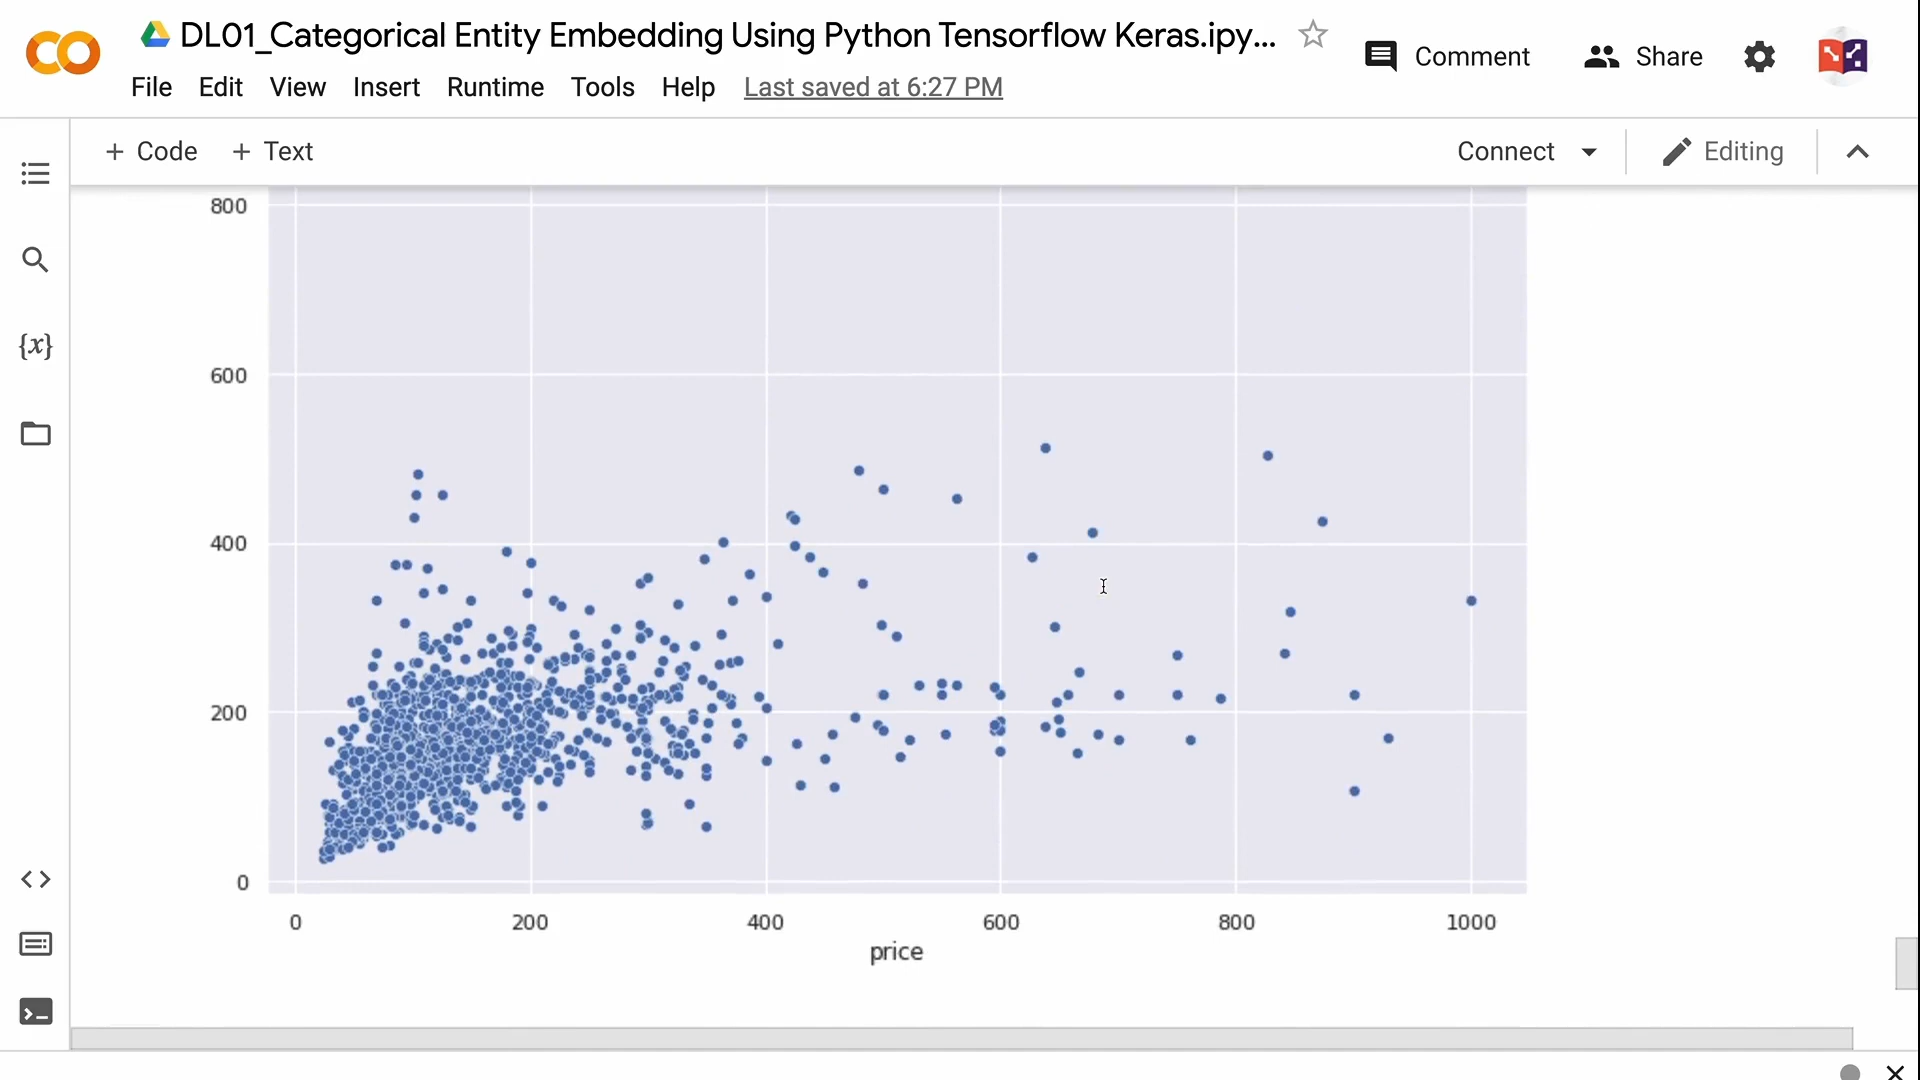 DL01_Categorical Entity Embedding Using Python Tensorflow Keras.ipy...
Comment
Share
File Edit View Insert Runtime Tools Help Last saved at 6:27 PM
+ Code + Text
Connect
Editing
{x}
800
600
400
200
0
0 200 400 600 800 1000
price